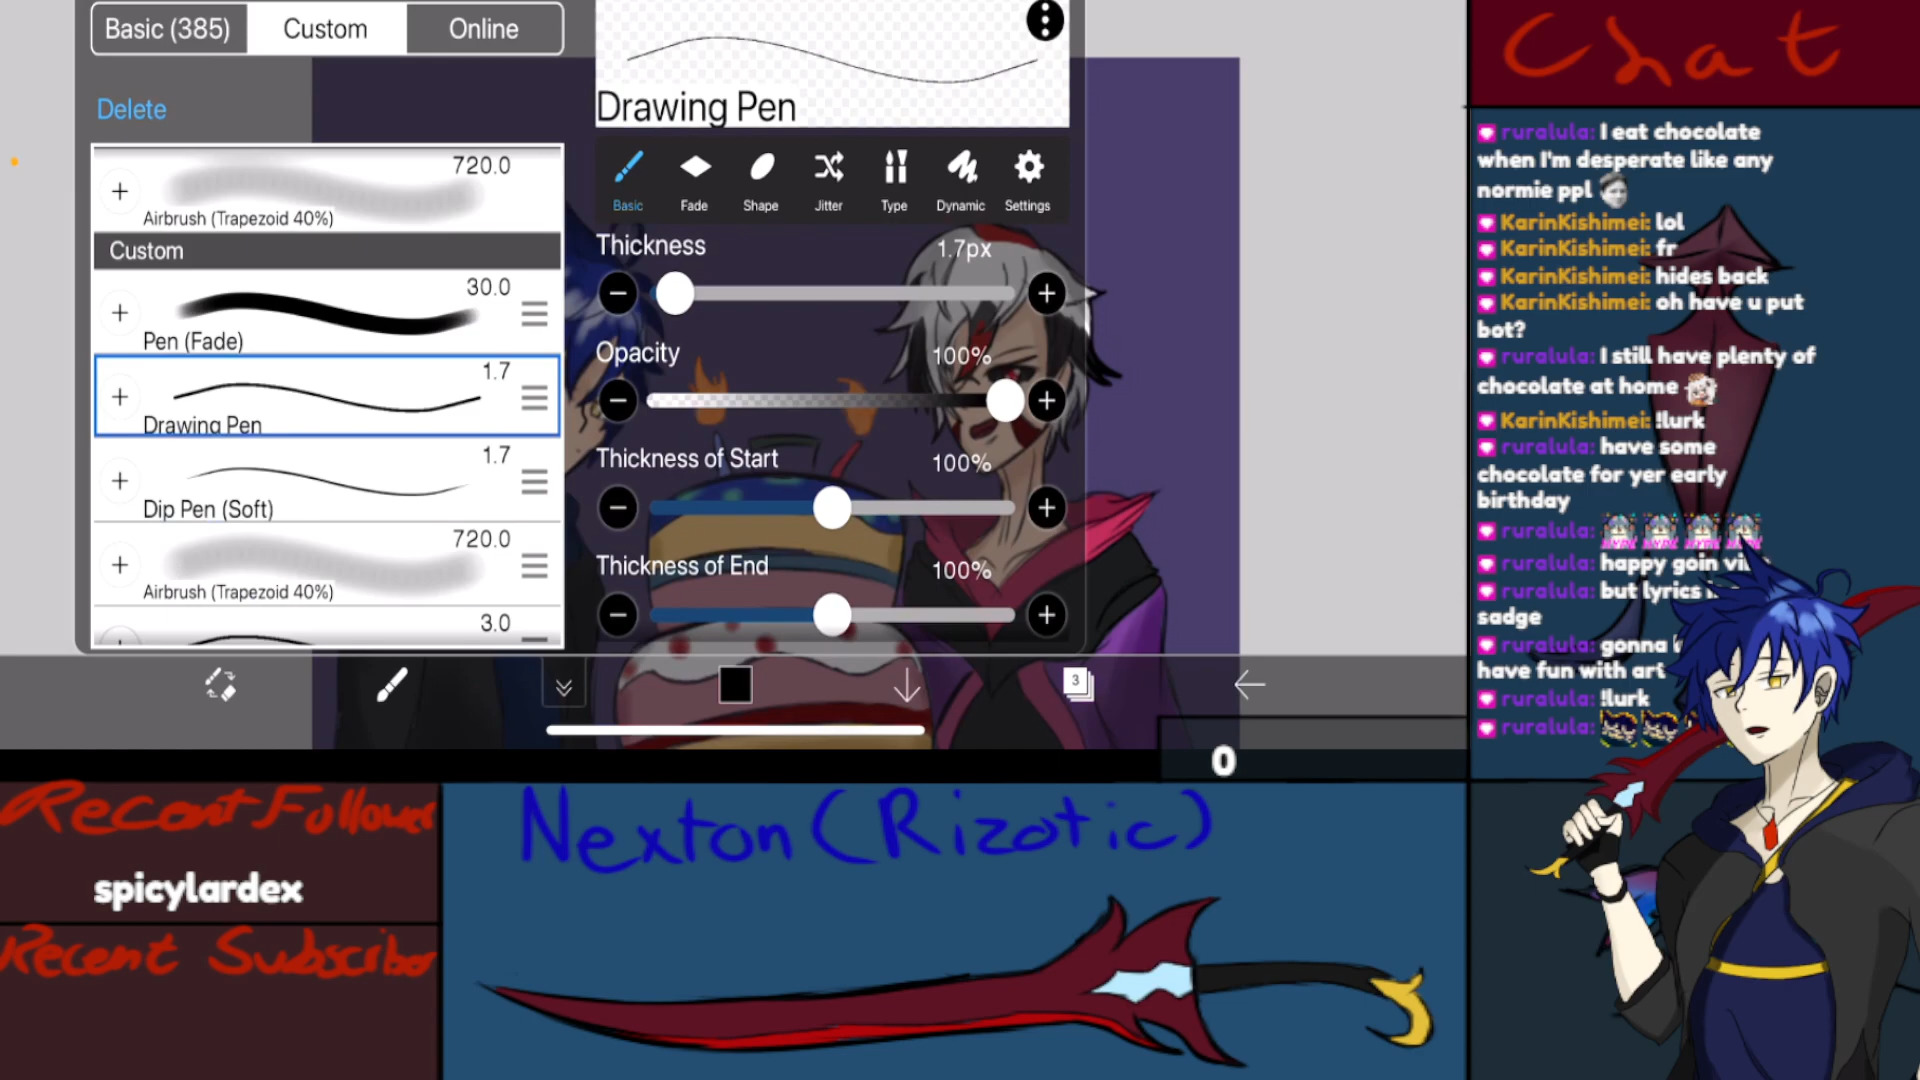 Basic (385)
Custom
Online
Delete
720.0
Airbrush (Trapezoid 40%)
Custom
30.0
Pen (Fade)
1.7
Drawing Pen
1.7
Dip Pen (Soft)
720.0
Airbrush (Trapezoid 40%)
3.0
Drawing Pen
Basic
Fade
Shape
Jitter
Type
Dynamic
Settings
Thickness
1.7px
Opacity
100%
Thickness of Start
100%
Thickness of End
100%
3
0
Chat
ruralula: I eat chocolate
when I'm desperate like any
normie ppl
KarinKishimei: lol
KarinKishimei: fr
KarinKishimei: hides back
KarinKishimei: oh have u put
bot?
ruralula: I still have plenty of
chocolate at home
KarinKishimei: !lurk
ruralula: have some
chocolate for yer early
birthday
ruralula:
ruralula: happy goin
ruralula: but lyrics
sadge
ruralula: gonna
have fun with art
ruralula: !lurk
ruralula:
Recent Follower
spicylardex
Recent Subscriber
Nexton (Rizotic)